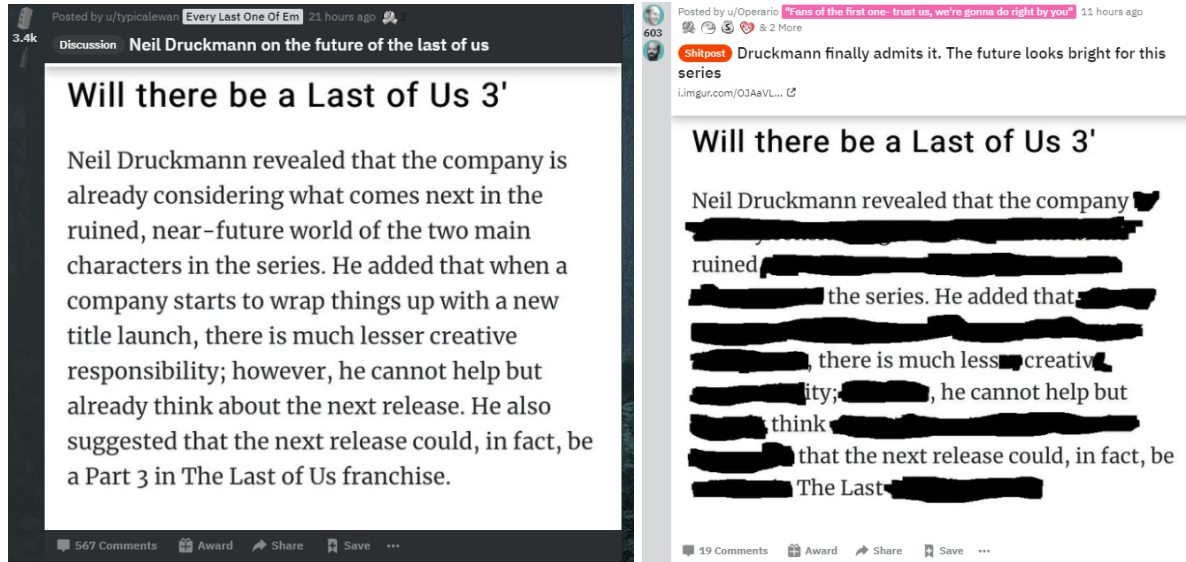 Posted by u/typicalewan Every Last One Of Em 21 hours ago
3.4k
Discussion Neil Druckmann on the future of the last of us
Will there be a Last of Us 3'
Neil Druckmann revealed that the company is
already considering what comes next in the
ruined, near-future world of the two main
characters in the series. He added that when a
company starts to wrap things up with a new
title launch, there is much lesser creative
responsibility; however, he cannot help but
already think about the next release. He also
suggested that the next release could, in fact, be
a Part 3 in The Last of Us franchise.
567 Comments Award Share Save ...
Posted by u/Operario "Fans of the first one- trust us, we're gonna do right by you" 11 hours ago
603
& 2 More
Shitpost Druckmann finally admits it. The future looks bright for this
series
i.imgur.com/OJAaVL...
Will there be a Last of Us 3'
Neil Druckmann revealed that the company
ruined
the series. He added that
, there is much less creativ
ity; , he cannot help but
think
that the next release could, in fact, be
The Last
19 Comments Award Share Save ...